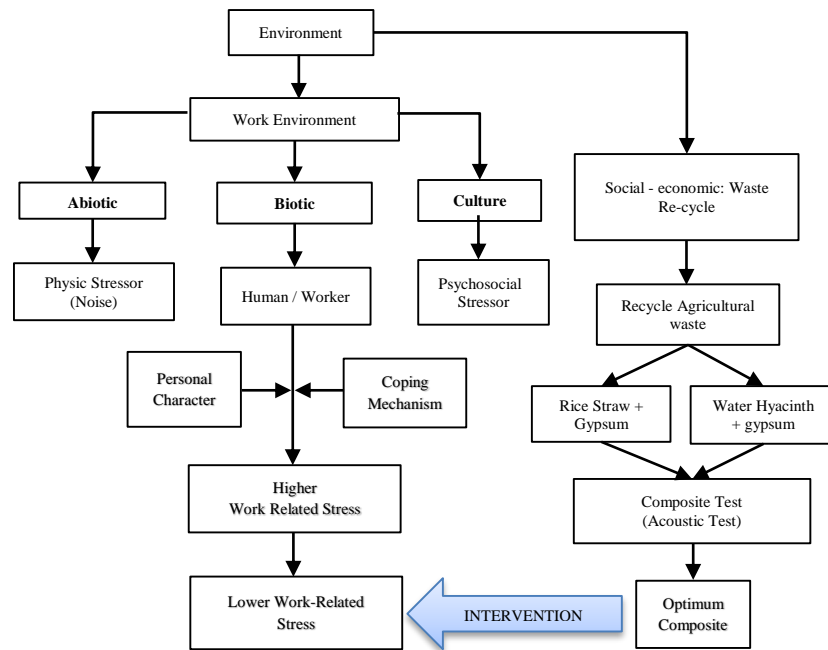 Environment
Work Environment
Abiotic
Biotic
Culture
Social - economic: Waste
Re-cycle
Physic Stressor
(Noise)
Human / Worker
Psychosocial
Stressor
Recycle Agricultural
waste
Personal
Character
Coping
Mechanism
Rice Straw +
Gypsum
Water Hyacinth
+ gypsum
Higher
Work Related Stress
Composite Test
(Acoustic Test)
Lower Work-Related
Stress
INTERVENTION
Optimum
Composite